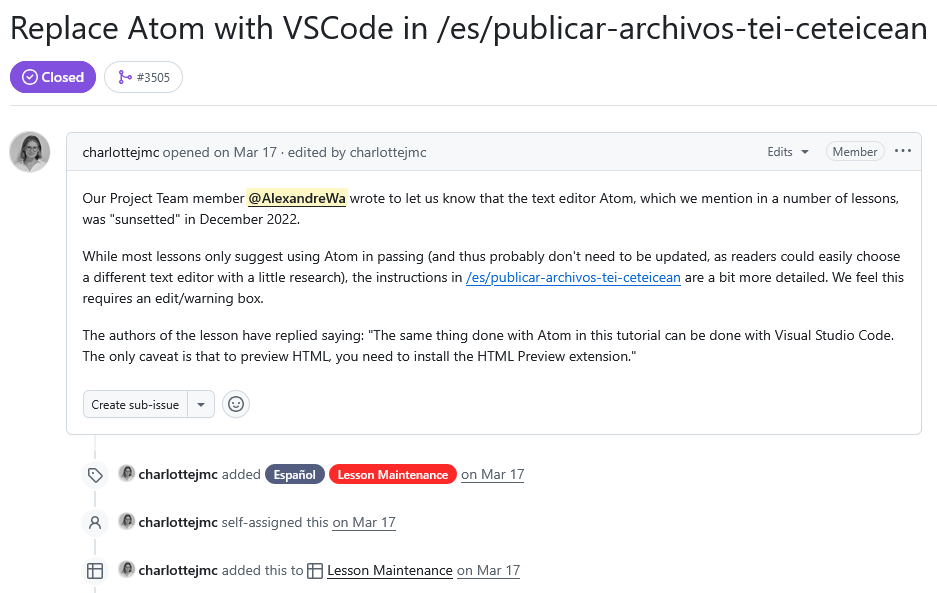 Replace Atom with VSCode in /es/publicar-archivos-tei-ceteicean
Closed #3505
charlottejmc opened on Mar 17 · edited by charlottejmc Edits Member ...
Our Project Team member @AlexandreWa wrote to let us know that the text editor Atom, which we mention in a number of lessons,
was "sunsetted" in December 2022.
While most lessons only suggest using Atom in passing (and thus probably don't need to be updated, as readers could easily choose
a different text editor with a little research), the instructions in /es/publicar-archivos-tei-ceteicean are a bit more detailed. We feel this
requires an edit/warning box.
The authors of the lesson have replied saying: "The same thing done with Atom in this tutorial can be done with Visual Studio Code.
The only caveat is that to preview HTML, you need to install the HTML Preview extension."
Create sub-issue
charlottejmc added Español Lesson Maintenance on Mar 17
charlottejmc self-assigned this on Mar 17
charlottejmc added this to Lesson Maintenance on Mar 17